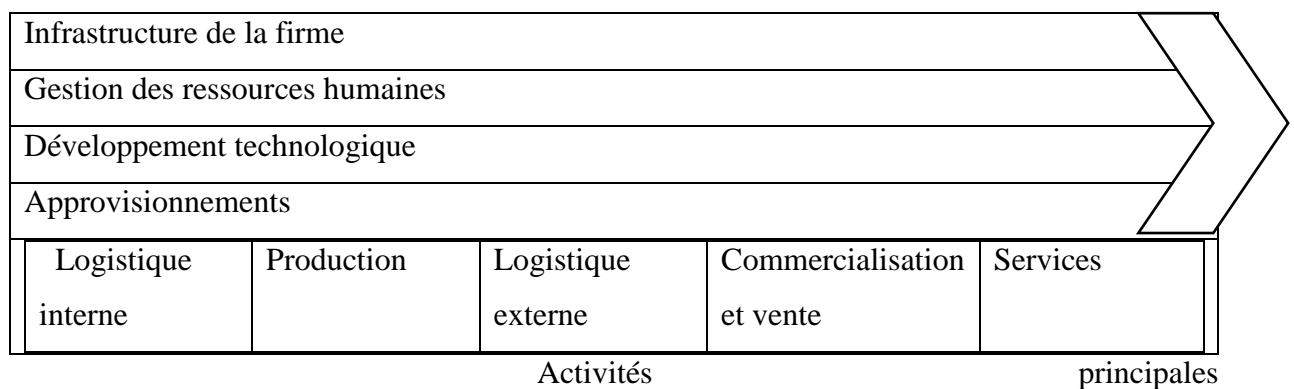 Infrastructure de la firme
Gestion des ressources humaines
Développement technologique
Approvisionnements
Logistique interne
Production
Logistique externe
Commercialisation et vente
Services
Activités principales